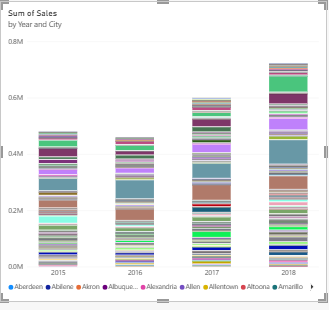 Sum of Sales
by Year and City
0.8M
0.6M
0.4M
0.2M
0.0M
2015 2016 2017 2018
Aberdeen Abilene Akron Albuque... Alexandria Allen Allentown Altoona Amarillo